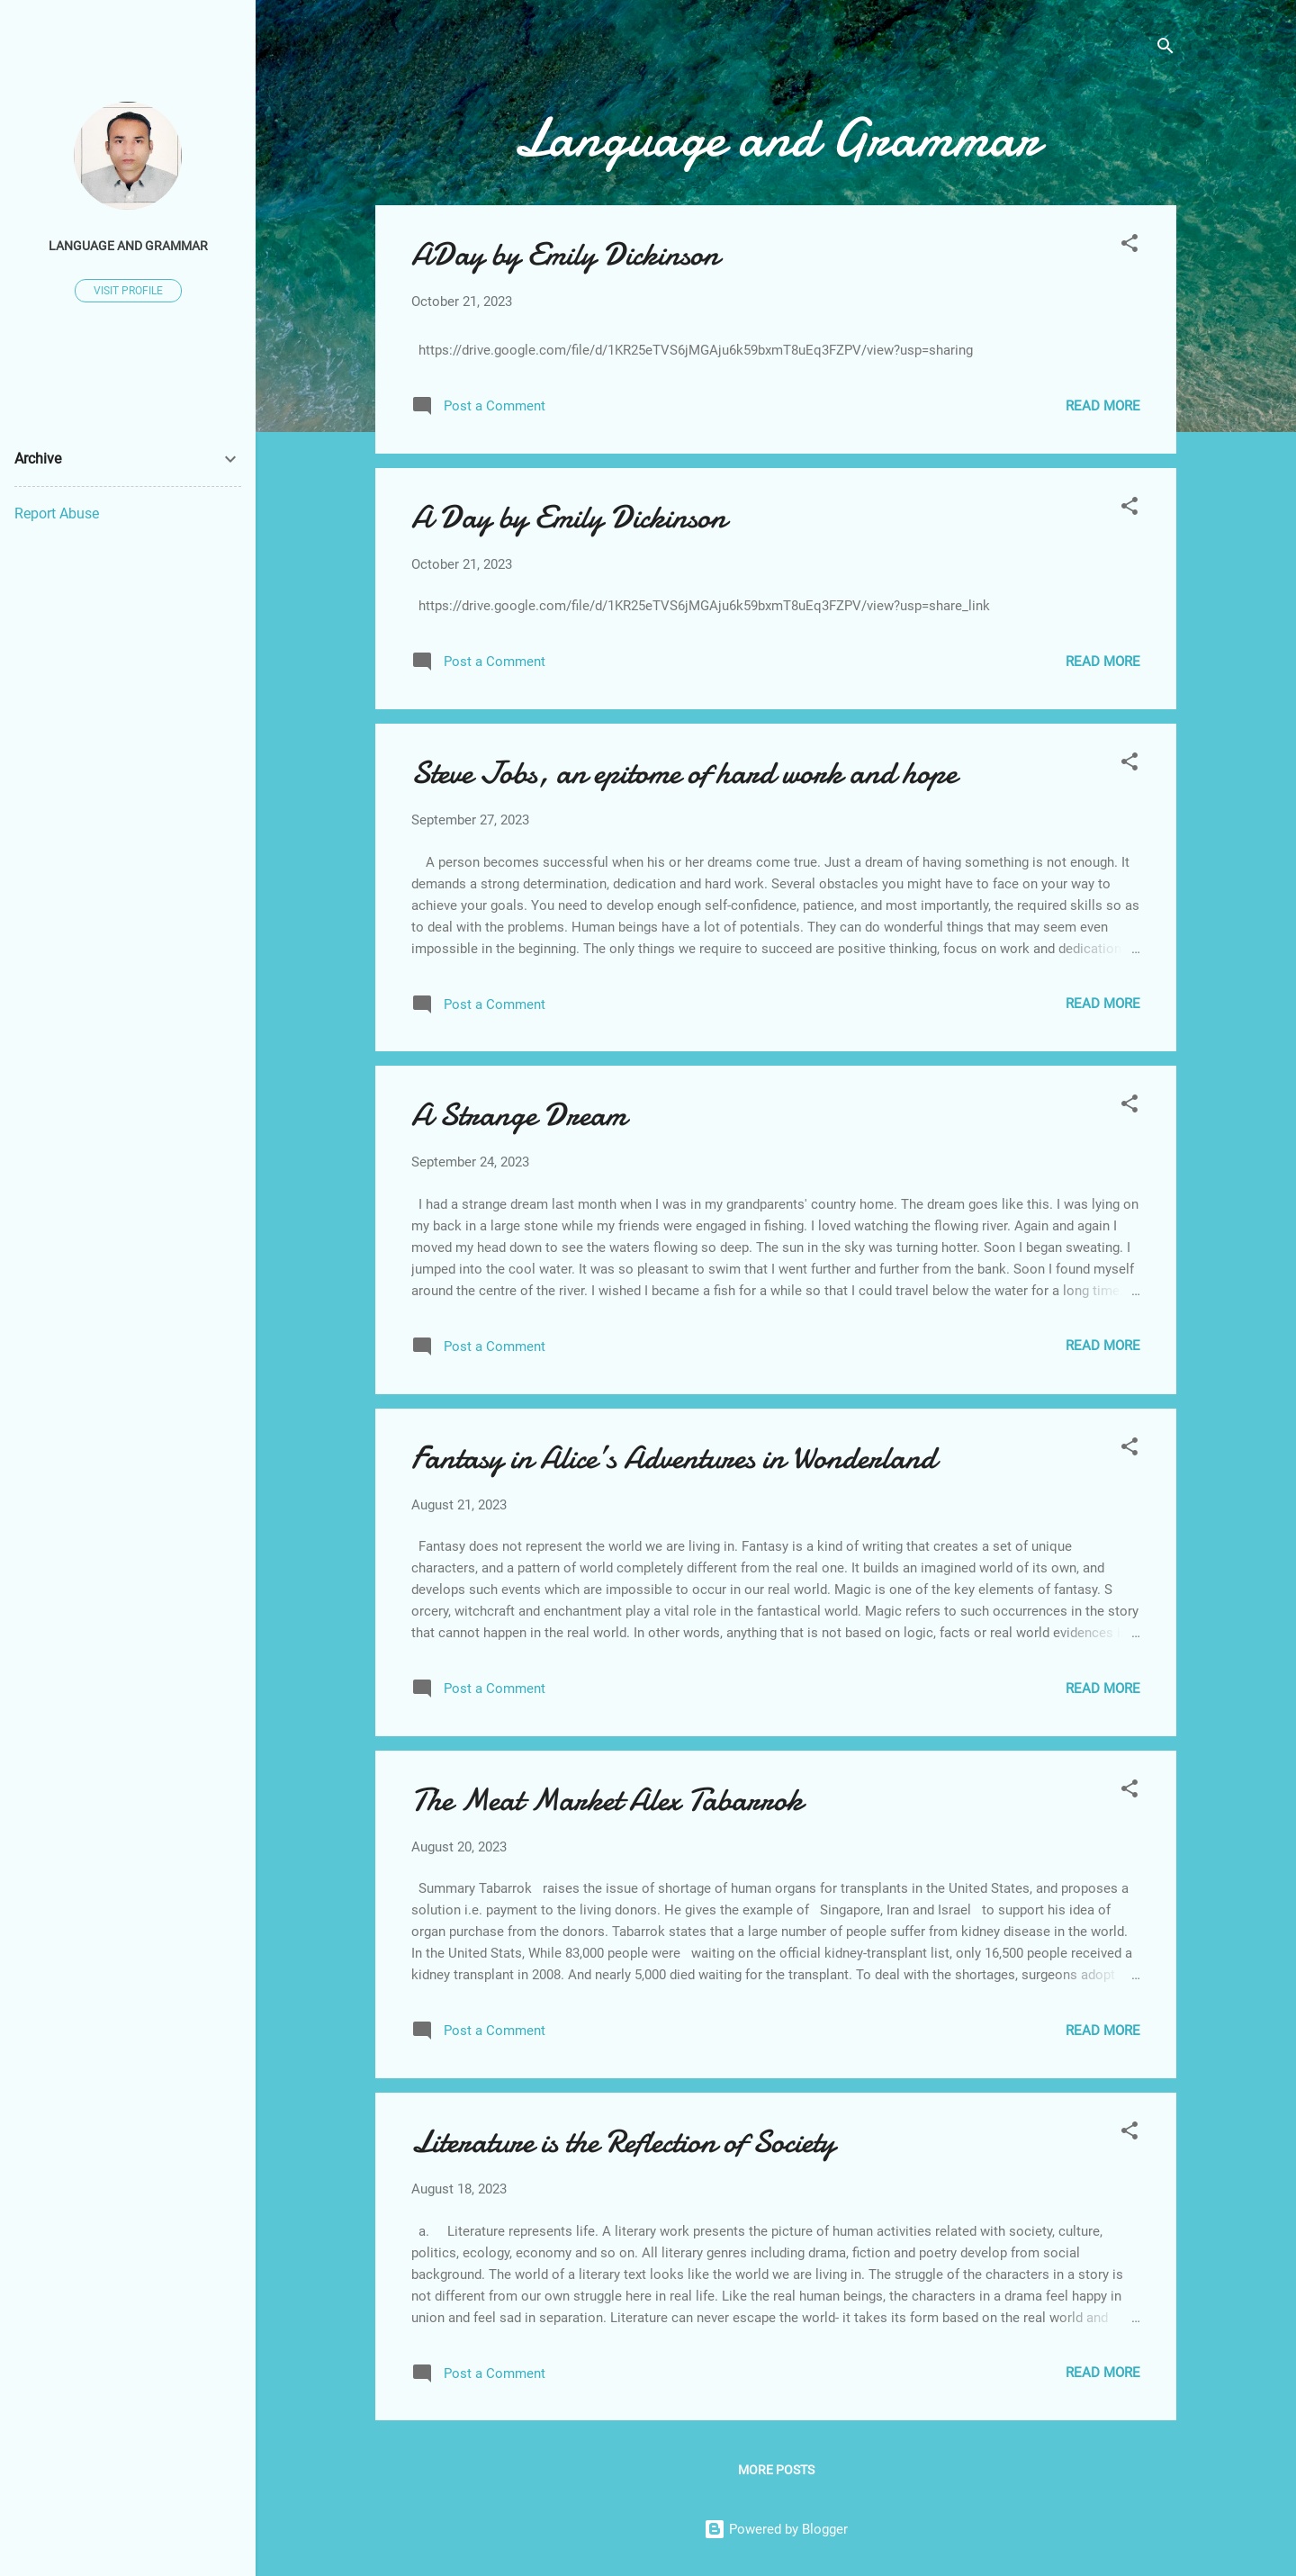 LANGUAGE AND GRAMMAR
VISIT PROFILE
Archive
Report Abuse
Language and Grammar
ADay by Emily Dickinson
October 21, 2023
https://drive.google.com/file/d/1KR25eTVS6jMGAju6k59bxmT8uEq3FZPV/view?usp=sharing
Post a Comment
READ MORE
A Day by Emily Dickinson
October 21, 2023
https://drive.google.com/file/d/1KR25eTVS6jMGAju6k59bxmT8uEq3FZPV/view?usp=share_link
Post a Comment
READ MORE
Steve Jobs, an epitome of hard work and hope
September 27, 2023
A person becomes successful when his or her dreams come true. Just a dream of having something is not enough. It
demands a strong determination, dedication and hard work. Several obstacles you might have to face on your way to
achieve your goals. You need to develop enough self-confidence, patience, and most importantly, the required skills so as
to deal with the problems. Human beings have a lot of potentials. They can do wonderful things that may seem even
impossible in the beginning. The only things we require to succeed are positive thinking, focus on work and dedication ...
Post a Comment
READ MORE
A Strange Dream
September 24, 2023
I had a strange dream last month when I was in my grandparents' country home. The dream goes like this. I was lying on
my back in a large stone while my friends were engaged in fishing. I loved watching the flowing river. Again and again I
moved my head down to see the waters flowing so deep. The sun in the sky was turning hotter. Soon I began sweating. I
jumped into the cool water. It was so pleasant to swim that I went further and further from the bank. Soon I found myself
around the centre of the river. I wished I became a fish for a while so that I could travel below the water for a long time ...
Post a Comment
READ MORE
Fantasy in Alice's Adventures in Wonderland
August 21, 2023
Fantasy does not represent the world we are living in. Fantasy is a kind of writing that creates a set of unique
characters, and a pattern of world completely different from the real one. It builds an imagined world of its own, and
develops such events which are impossible to occur in our real world. Magic is one of the key elements of fantasy. S
orcery, witchcraft and enchantment play a vital role in the fantastical world. Magic refers to such occurrences in the story
that cannot happen in the real world. In other words, anything that is not based on logic, facts or real world evidences ...
Post a Comment
READ MORE
The Meat Market Alex Tabarrok
August 20, 2023
Summary Tabarrok raises the issue of shortage of human organs for transplants in the United States, and proposes a
solution i.e. payment to the living donors. He gives the example of Singapore, Iran and Israel to support his idea of
organ purchase from the donors. Tabarrok states that a large number of people suffer from kidney disease in the world.
In the United Stats, While 83,000 people were waiting on the official kidney-transplant list, only 16,500 people received a
kidney transplant in 2008. And nearly 5,000 died waiting for the transplant. To deal with the shortages, surgeons adopt ...
Post a Comment
READ MORE
Literature is the Reflection of Society
August 18, 2023
a. Literature represents life. A literary work presents the picture of human activities related with society, culture,
politics, ecology, economy and so on. All literary genres including drama, fiction and poetry develop from social
background. The world of a literary text looks like the world we are living in. The struggle of the characters in a story is
not different from our own struggle here in real life. Like the real human beings, the characters in a drama feel happy in
union and feel sad in separation. Literature can never escape the world- it takes its form based on the real world and ...
Post a Comment
READ MORE
MORE POSTS
Powered by Blogger